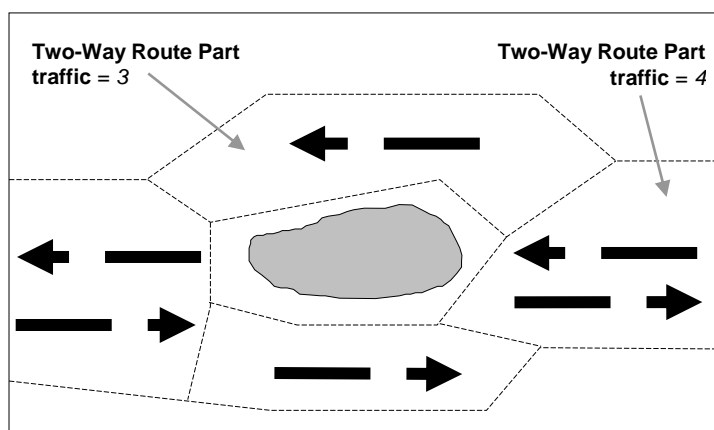 Two-Way Route Part
traffic = 3
Two-Way Route Part
traffic = 4